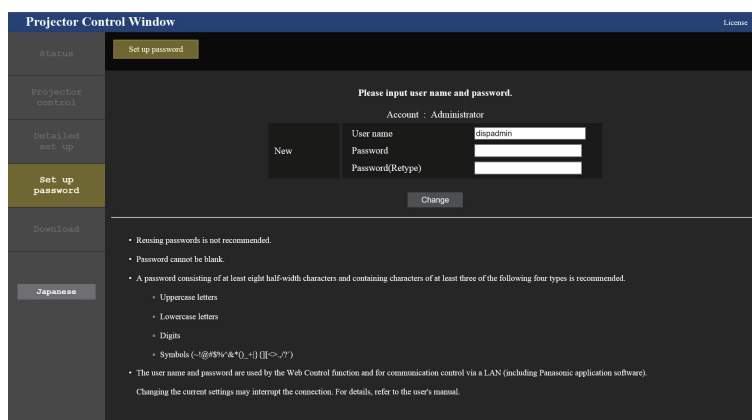 Projector Control Window
License
Status
Set up password
Projector
control
Detailed
set up
Set up
password
Download
Japanese
Please input user name and password.
Account : Administrator
New
User name
dispadmin
Password
Password(Retype)
Change
• Reusing passwords is not recommended.
• Password cannot be blank.
• A password consisting of at least eight half-width characters and containing characters of at least three of the following four types is recommended.
Uppercase letters
Lowercase letters
Digits
Symbols (~!@#$%^&*()_+|}{][<>.,/?`)
• The user name and password are used by the Web Control function and for communication control via a LAN (including Panasonic application software).
Changing the current settings may interrupt the connection. For details, refer to the user's manual.